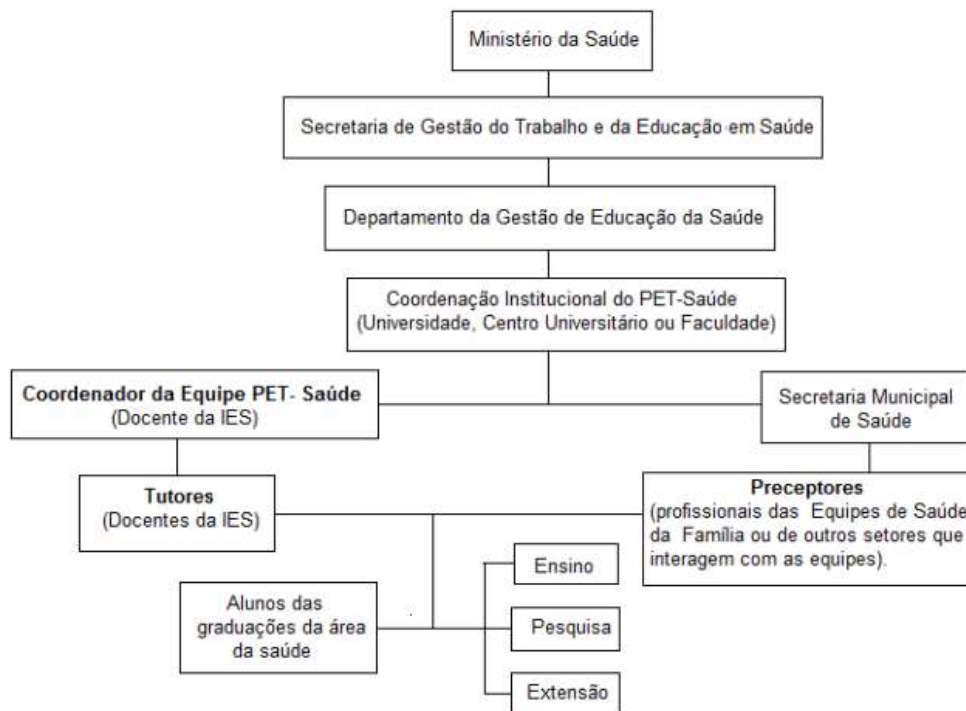 Ministério da Saúde
Secretaria de Gestão do Trabalho e da Educação em Saúde
Departamento da Gestão de Educação da Saúde
Coordenação Institucional do PET-Saúde
(Universidade, Centro Universitário ou Faculdade)
Coordenador da Equipe PET- Saúde
(Docente da IES)
Secretaria Municipal
de Saúde
Tutores
(Docentes da IES)
Preceptores
(profissionais das Equipes de Saúde
da Família ou de outros setores que
interagem com as equipes).
Alunos das
graduações da área
da saúde
Ensino
Pesquisa
Extensão